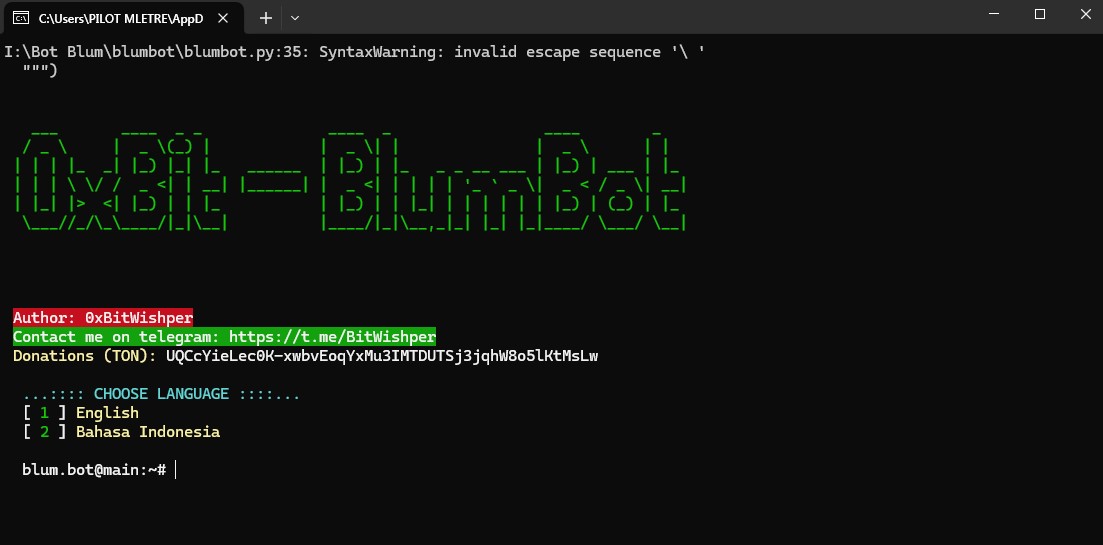 C:\Users\PILOT MLETRE\AppD
I:\Bot Blum\blumbot\blumbot.py:35: SyntaxWarning: invalid escape sequence '\ '
""")
0xBit - BlumBot
Author: 0xBitWishper
Contact me on telegram: https://t.me/BitWishper
Donations (TON): UQCcYieLec0K-xwbvEoqYxMu3IMTDUTSj3jqhW8o5lKtMsLw
...:::: CHOOSE LANGUAGE ::::...
[ 1 ] English
[ 2 ] Bahasa Indonesia
blum.bot@main:~#